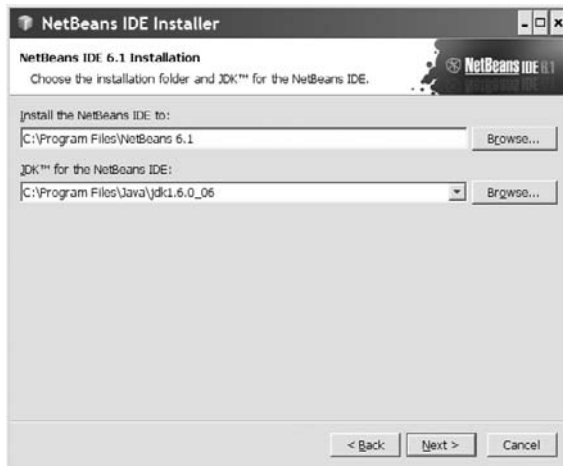 NetBeans IDE Installer
NetBeans IDE 6.1 Installation
Choose the installation folder and JDK™ for the NetBeans IDE.
NetBeans IDE 6.1
Install the NetBeans IDE to:
C:\Program Files\NetBeans 6.1
Browse...
JDK™ for the NetBeans IDE:
C:\Program Files\Java\jdk1.6.0_06
Browse...
< Back
Next >
Cancel